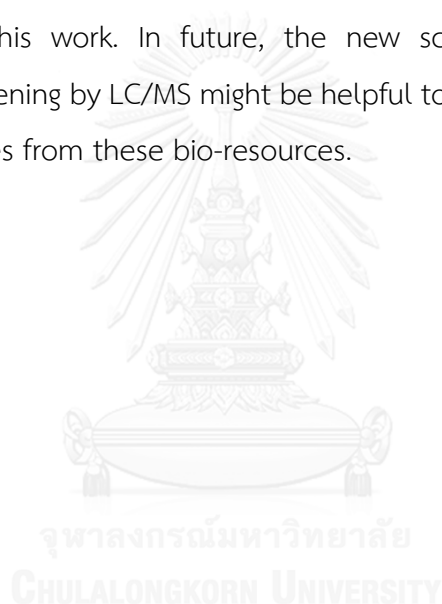 his work. In future, the new sc
ening by LC/MS might be helpful to
es from these bio-resources.
จุฬาลงกรณ์มหาวิทยาลัย
CHULALONGKORN UNIVERSITY